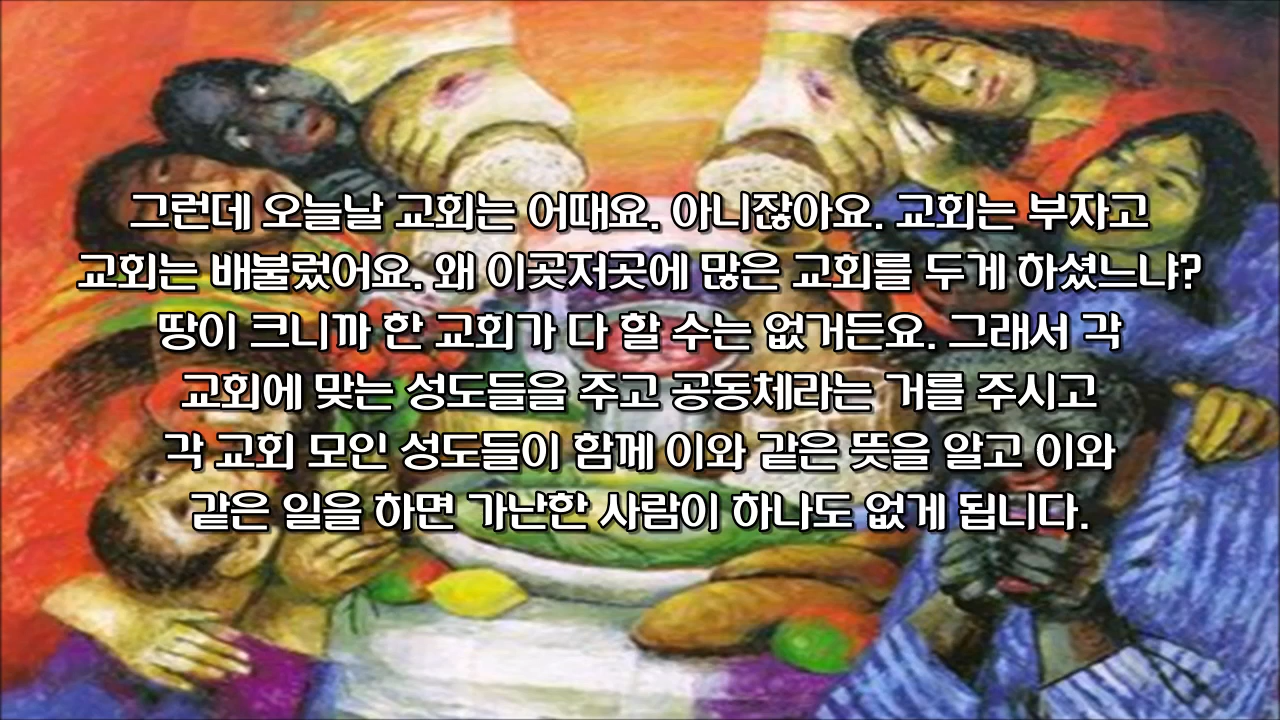 그런데 오늘날 교회는 어때요. 아니잖아요. 교회는 부자고
교회는 배불렀어요. 왜 이곳저곳에 많은 교회를 두게 하셨느냐?
땅이 크니까 한 교회가 다 할 수는 없거든요. 그래서 각
교회에 맞는 성도들을 주고 공동체라는 거를 주시고
각 교회 모인 성도들이 함께 이와 같은 뜻을 알고 이와
같은 일을 하면 가난한 사람이 하나도 없게 됩니다.